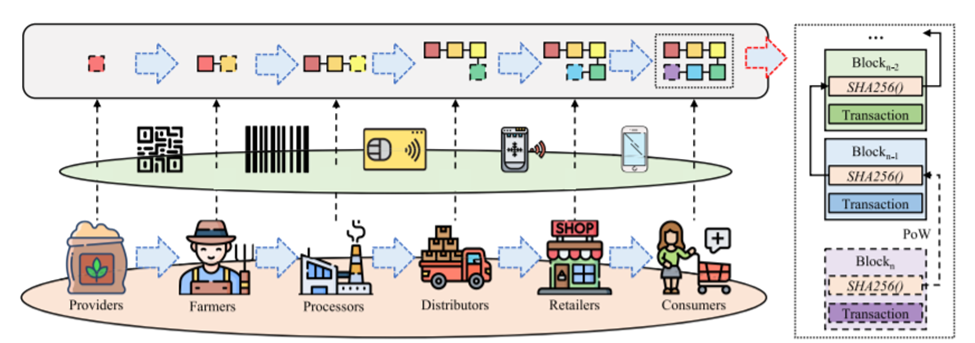 ...
Block n-2
SHA256()
Transaction
Block n-1
SHA256()
Transaction
PoW
Block n
SHA256()
Transaction
SHOP
Providers
Farmers
Processors
Distributors
Retailers
Consumers